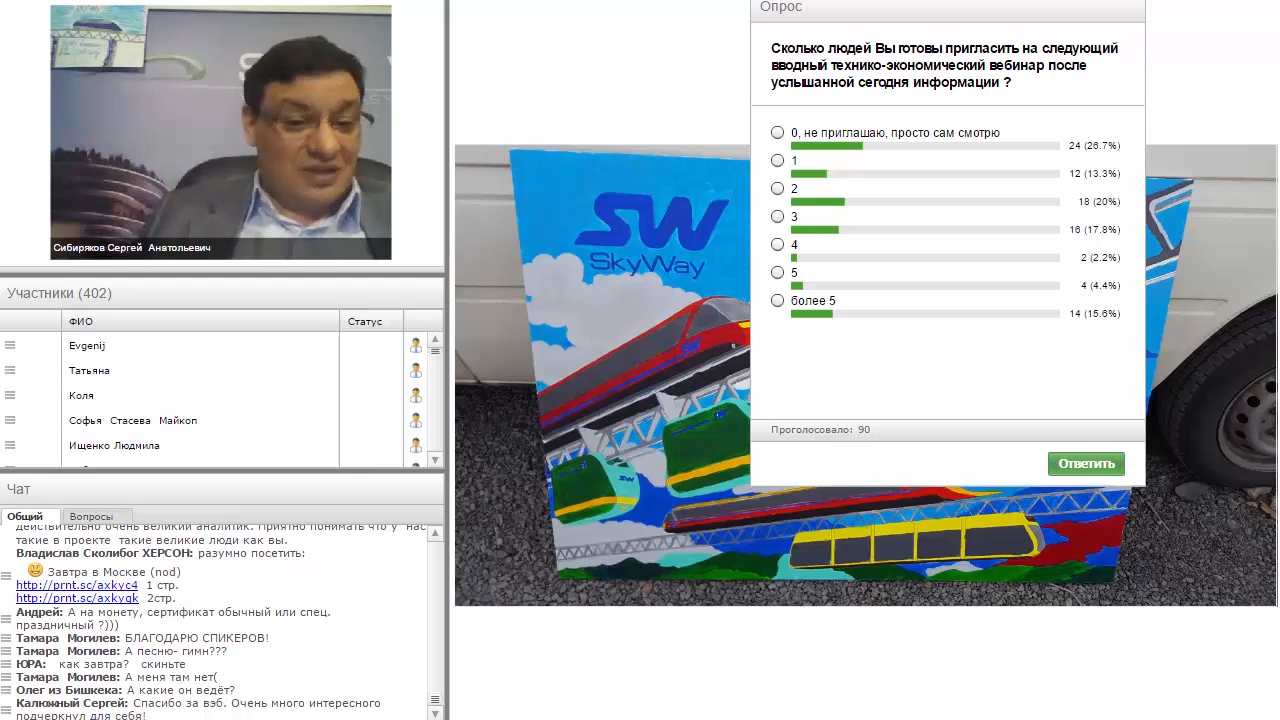 Сибиряков Сергей Анатольевич
Участники (402)
ФИО
Статус
Evgenij
Татьяна
Коля
Софья Стасева Майкоп
Ищенко Людмила
Чат
Общий
Вопросы
действительно очень великий аналитик. Приятно понимать что у нас
такие в проекте такие великие люди как вы.
Владислав Сколибог ХЕРСОН: разумно посетить:
Завтра в Москве (nod)
http://prnt.sc/axkvc4 1 стр.
http://prnt.sc/axkyqk 2стр.
Андрей: А на монету, сертификат обычный или спец.
праздничный ?)))
Тамара Могилев: БЛАГОДАРЮ СПИКЕРОВ!
Тамара Могилев: А песню- гимн???
ЮРА: как завтра? скиньте
Тамара Могилев: А меня там нет(
Олег из Бишкека: А какие он ведёт?
Калюжный Сергей: Спасибо за вэб. Очень много интересного
подчеркнул для себя!
SW
SkyWay
SW
SW
Опрос
Сколько людей Вы готовы пригласить на следующий
вводный технико-экономический вебинар после
услышанной сегодня информации ?
0, не приглашаю, просто сам смотрю
24 (26.7%)
1
12 (13.3%)
2
18 (20%)
3
16 (17.8%)
4
2 (2.2%)
5
4 (4.4%)
более 5
14 (15.6%)
Проголосовало: 90
Ответить